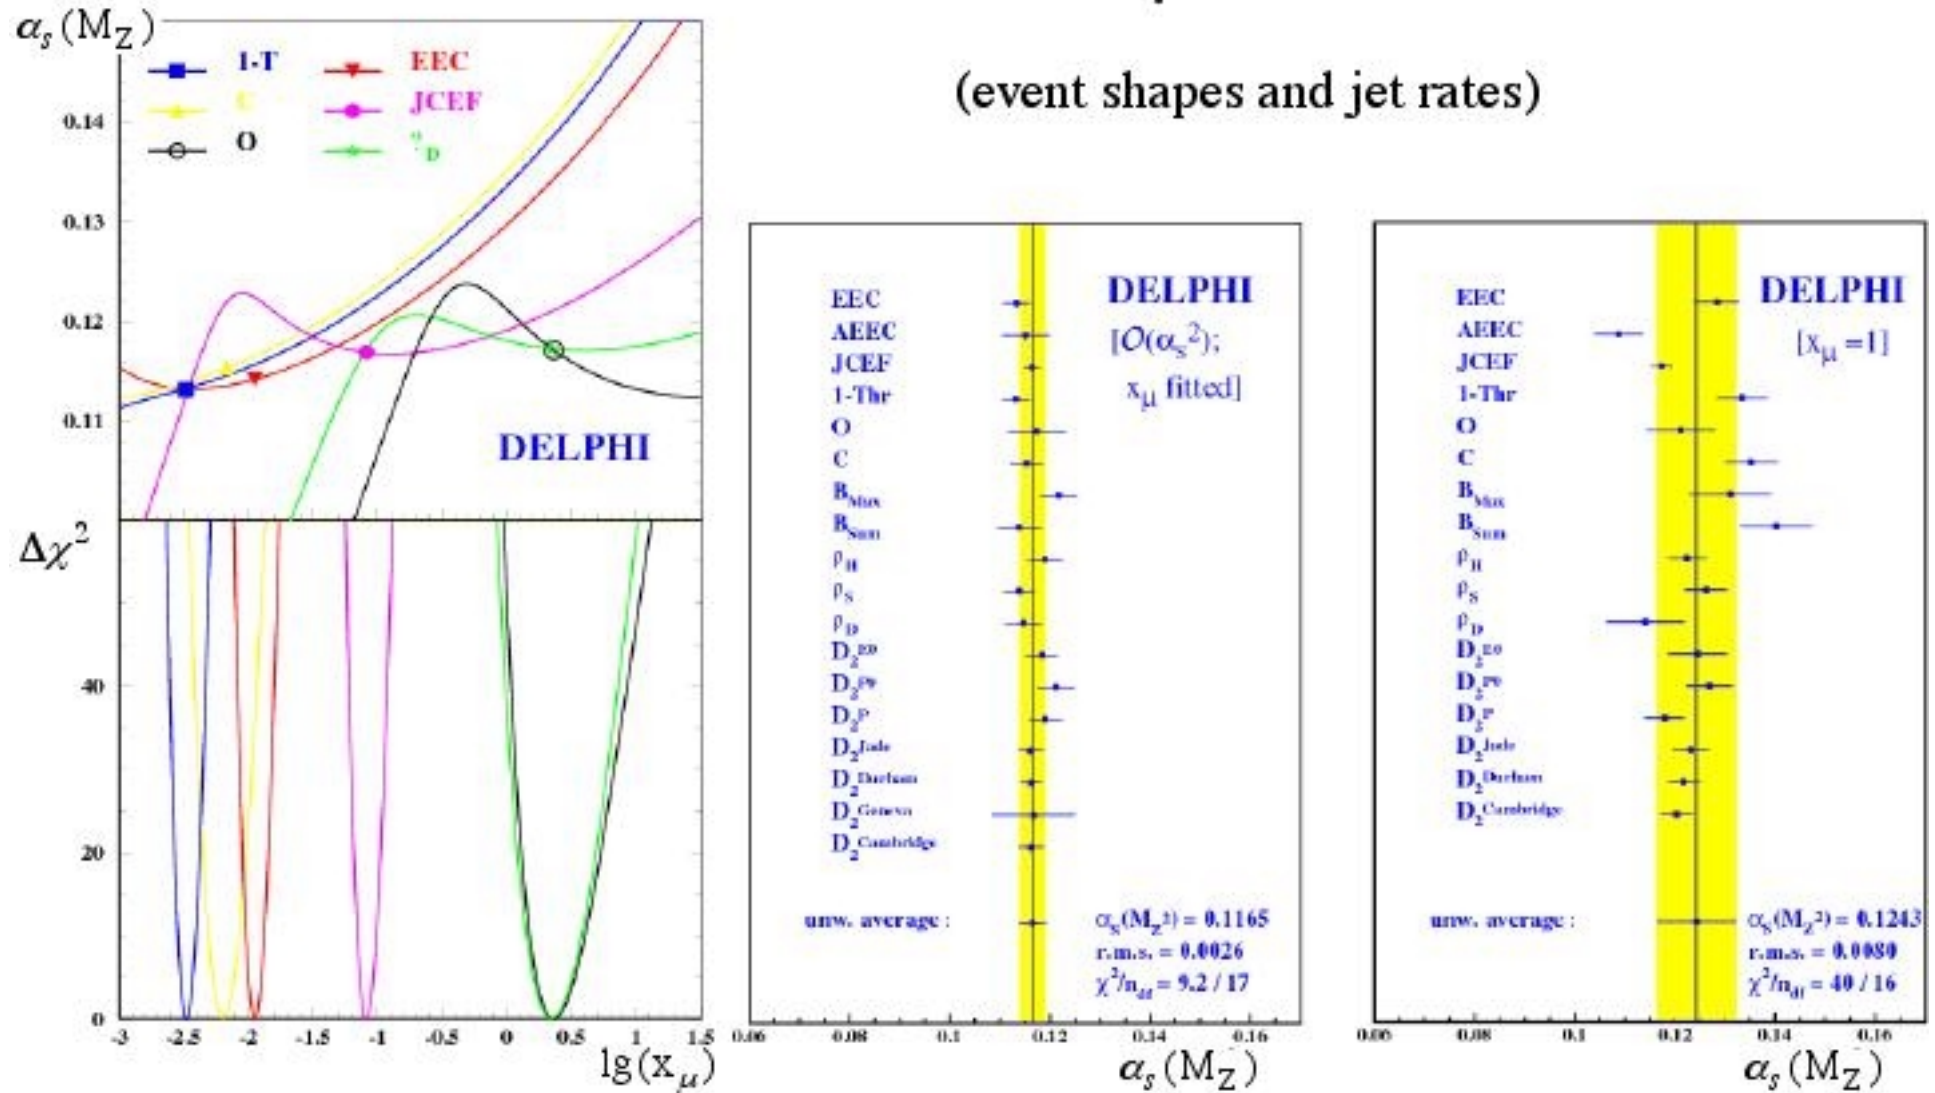 (event shapes and jet rates)
αs(MZ)
1-T
EEC
C
JCEF
O
0.14
0.13
0.12
0.11
DELPHI
Δχ²
40
20
0
-3 -2.5 -2 -1.5 -1 -0.5 0 0.5 1 1.5
lg(xμ)
DELPHI
[O(αs²);
xμ fitted]
EEC
AEEC
JCEF
1-Thr
O
C
BMax
BSum
ρH
ρS
ρD
D2E0
D2P0
D2P
D2Jade
D2Durham
D2Geneva
D2Cambridge
unw. average :
αs(MZ²) = 0.1165
r.m.s. = 0.0026
χ²/ndf = 9.2 / 17
0.06 0.08 0.1 0.12 0.14 0.16
αs(MZ)
DELPHI
[xμ =1]
EEC
AEEC
JCEF
1-Thr
O
C
BMax
BSum
ρH
ρS
ρD
D2E0
D2P0
D2P
D2Jade
D2Durham
D2Cambridge
unw. average :
αs(MZ²) = 0.1243
r.m.s. = 0.0080
χ²/ndf = 40 / 16
0.06 0.08 0.1 0.12 0.14 0.16
αs(MZ)